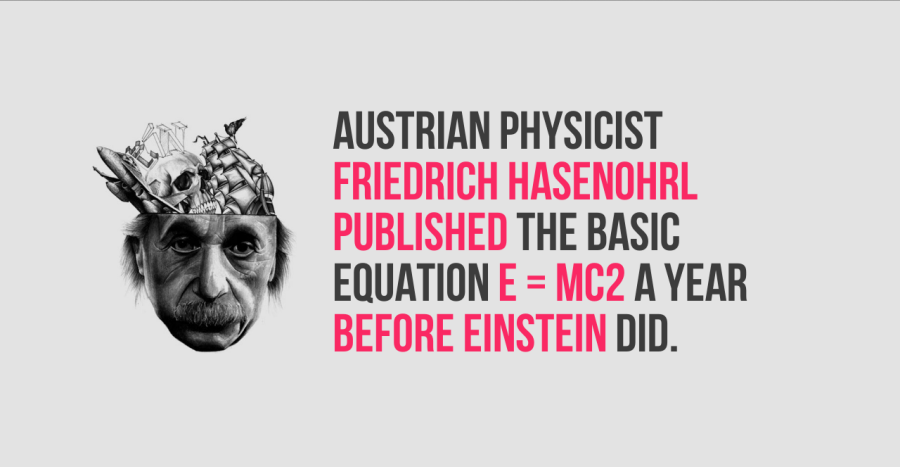 AUSTRIAN PHYSICIST
FRIEDRICH HASENOHRL
PUBLISHED THE BASIC
EQUATION E = MC2 A YEAR
BEFORE EINSTEIN DID.